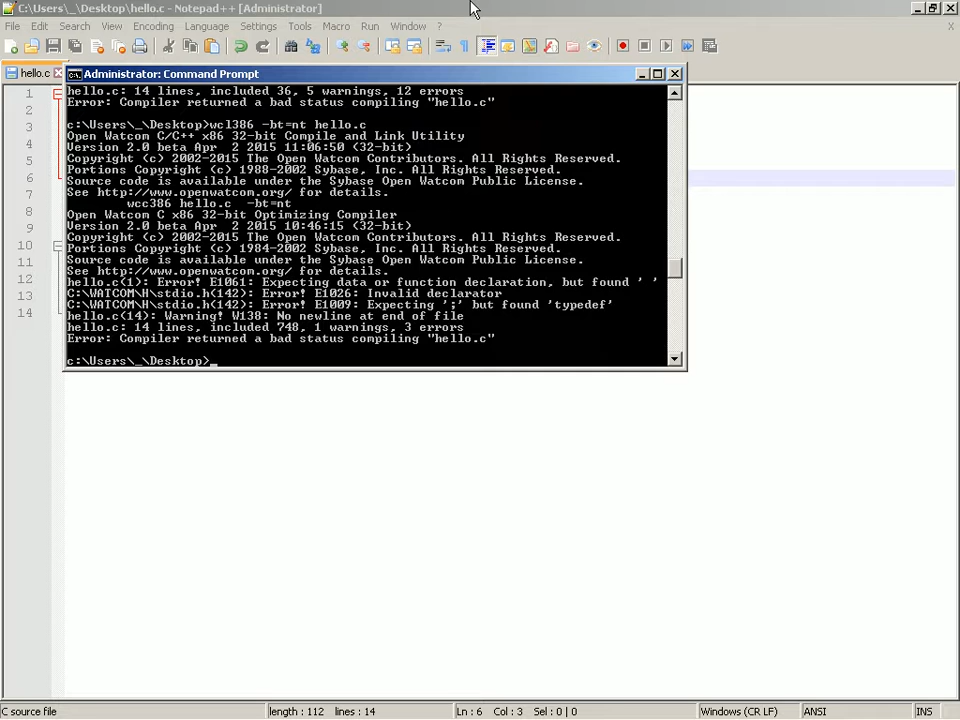 C:\Users\_\Desktop\hello.c - Notepad++ [Administrator]
File Edit Search View Encoding Language Settings Tools Macro Run Window ? X
hello.c
Administrator: Command Prompt
1
2
3
4
5
6
7
8
9
10
11
12
13
14
hello.c: 14 lines, included 36, 5 warnings, 12 errors
Error: Compiler returned a bad status compiling "hello.c"
c:\Users\_\Desktop>wcl386 -bt=nt hello.c
Open Watcom C/C++ x86 32-bit Compile and Link Utility
Version 2.0 beta Apr  2 2015 11:06:50 (32-bit)
Copyright (c) 2002-2015 The Open Watcom Contributors. All Rights Reserved.
Portions Copyright (c) 1988-2002 Sybase, Inc. All Rights Reserved.
Source code is available under the Sybase Open Watcom Public License.
See http://www.openwatcom.org/ for details.
wcc386 hello.c  -bt=nt
Open Watcom C x86 32-bit Optimizing Compiler
Version 2.0 beta Apr  2 2015 10:46:15 (32-bit)
Copyright (c) 2002-2015 The Open Watcom Contributors. All Rights Reserved.
Portions Copyright (c) 1984-2002 Sybase, Inc. All Rights Reserved.
Source code is available under the Sybase Open Watcom Public License.
See http://www.openwatcom.org/ for details.
hello.c(1): Error! E1061: Expecting data or function declaration, but found ' '
C:\WATCOM\H\stdio.h(142): Error! E1026: Invalid declarator
C:\WATCOM\H\stdio.h(142): Error! E1009: Expecting ';' but found 'typedef'
hello.c(14): Warning! W138: No newline at end of file
hello.c: 14 lines, included 748, 1 warnings, 3 errors
Error: Compiler returned a bad status compiling "hello.c"
c:\Users\_\Desktop>_
C source file length : 112 lines : 14 Ln : 6 Col : 3 Sel : 0 | 0 Windows (CR LF) ANSI INS